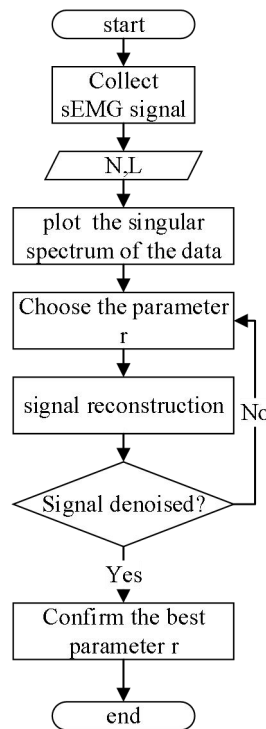 start
Collect
sEMG signal
N,L
plot the singular
spectrum of the data
Choose the parameter
r
signal reconstruction
No
Signal denoised?
Yes
Confirm the best
parameter r
end